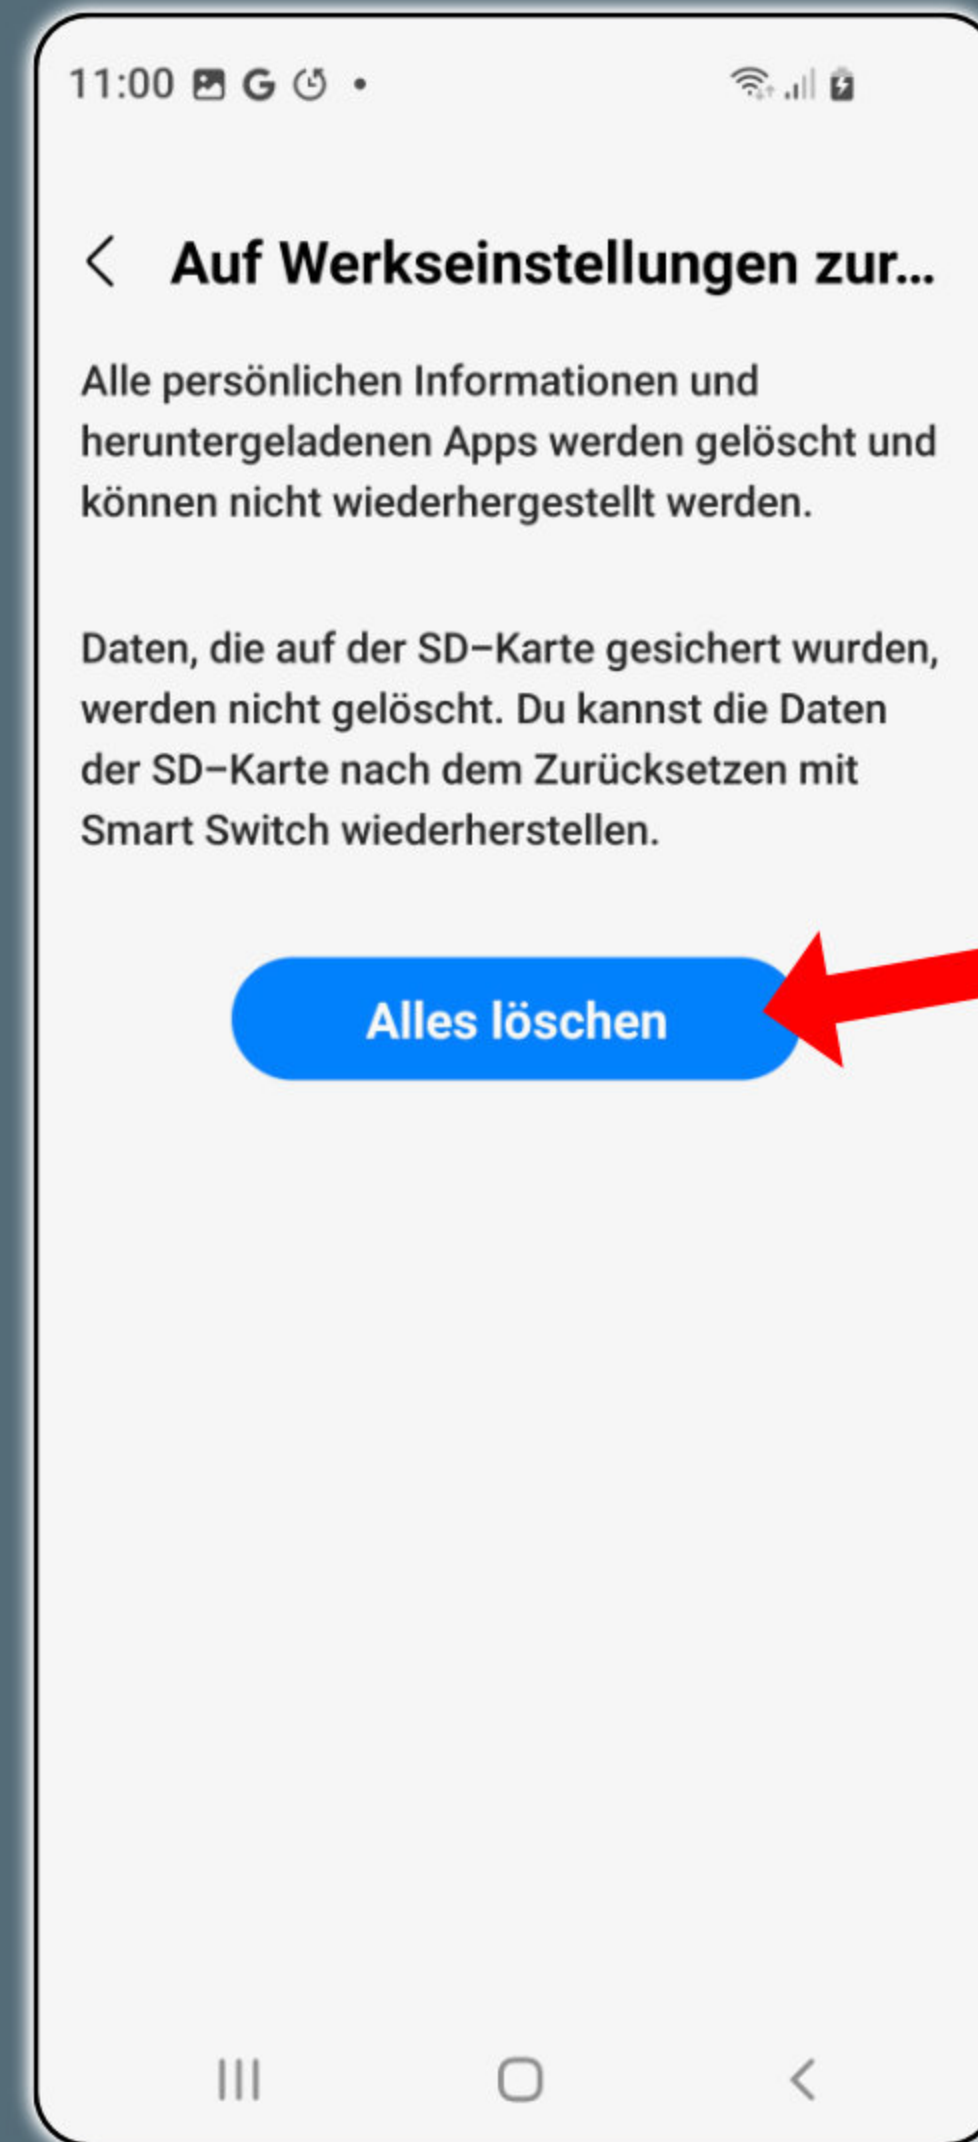 11:00
Auf Werkseinstellungen zur...
Alle persönlichen Informationen und
heruntergeladenen Apps werden gelöscht und
können nicht wiederhergestellt werden.
Daten, die auf der SD-Karte gesichert wurden,
werden nicht gelöscht. Du kannst die Daten
der SD-Karte nach dem Zurücksetzen mit
Smart Switch wiederherstellen.
Alles löschen